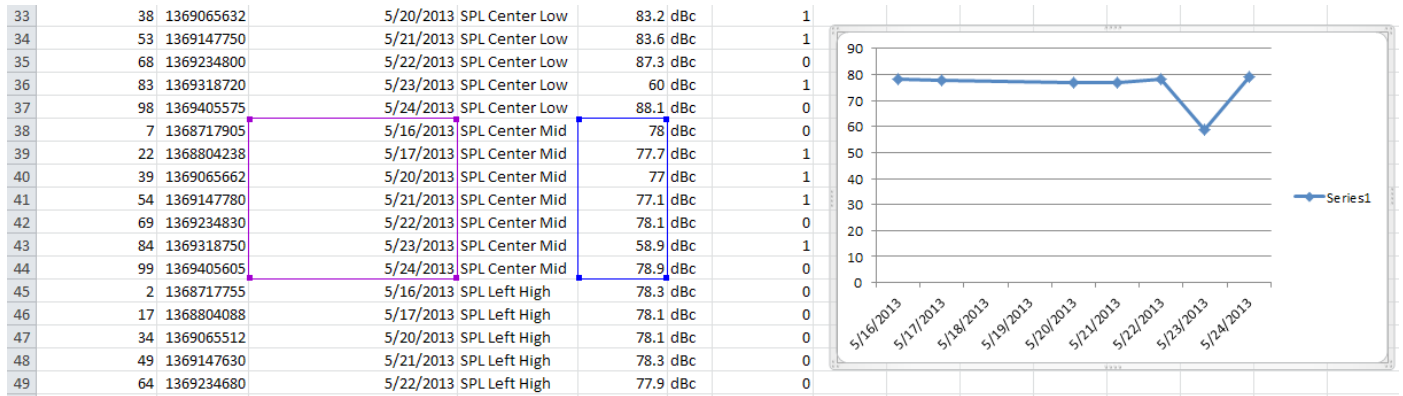 33 38 1369065632 5/20/2013 SPL Center Low 83.2 dBc 1
34 53 1369147750 5/21/2013 SPL Center Low 83.6 dBc 1
35 68 1369234800 5/22/2013 SPL Center Low 87.3 dBc 0
36 83 1369318720 5/23/2013 SPL Center Low 60 dBc 1
37 98 1369405575 5/24/2013 SPL Center Low 88.1 dBc 0
38 7 1368717905 5/16/2013 SPL Center Mid 78 dBc 0
39 22 1368804238 5/17/2013 SPL Center Mid 77.7 dBc 1
40 39 1369065662 5/20/2013 SPL Center Mid 77 dBc 1
41 54 1369147780 5/21/2013 SPL Center Mid 77.1 dBc 1
42 69 1369234830 5/22/2013 SPL Center Mid 78.1 dBc 0
43 84 1369318750 5/23/2013 SPL Center Mid 58.9 dBc 1
44 99 1369405605 5/24/2013 SPL Center Mid 78.9 dBc 0
45 2 1368717755 5/16/2013 SPL Left High 78.3 dBc 0
46 17 1368804088 5/17/2013 SPL Left High 78.1 dBc 0
47 34 1369065512 5/20/2013 SPL Left High 78.1 dBc 0
48 49 1369147630 5/21/2013 SPL Left High 78.3 dBc 0
49 64 1369234680 5/22/2013 SPL Left High 77.9 dBc 0
90
80
70
60
50
40
30
20
10
0
Series1
5/16/2013 5/17/2013 5/18/2013 5/19/2013 5/20/2013 5/21/2013 5/22/2013 5/23/2013 5/24/2013